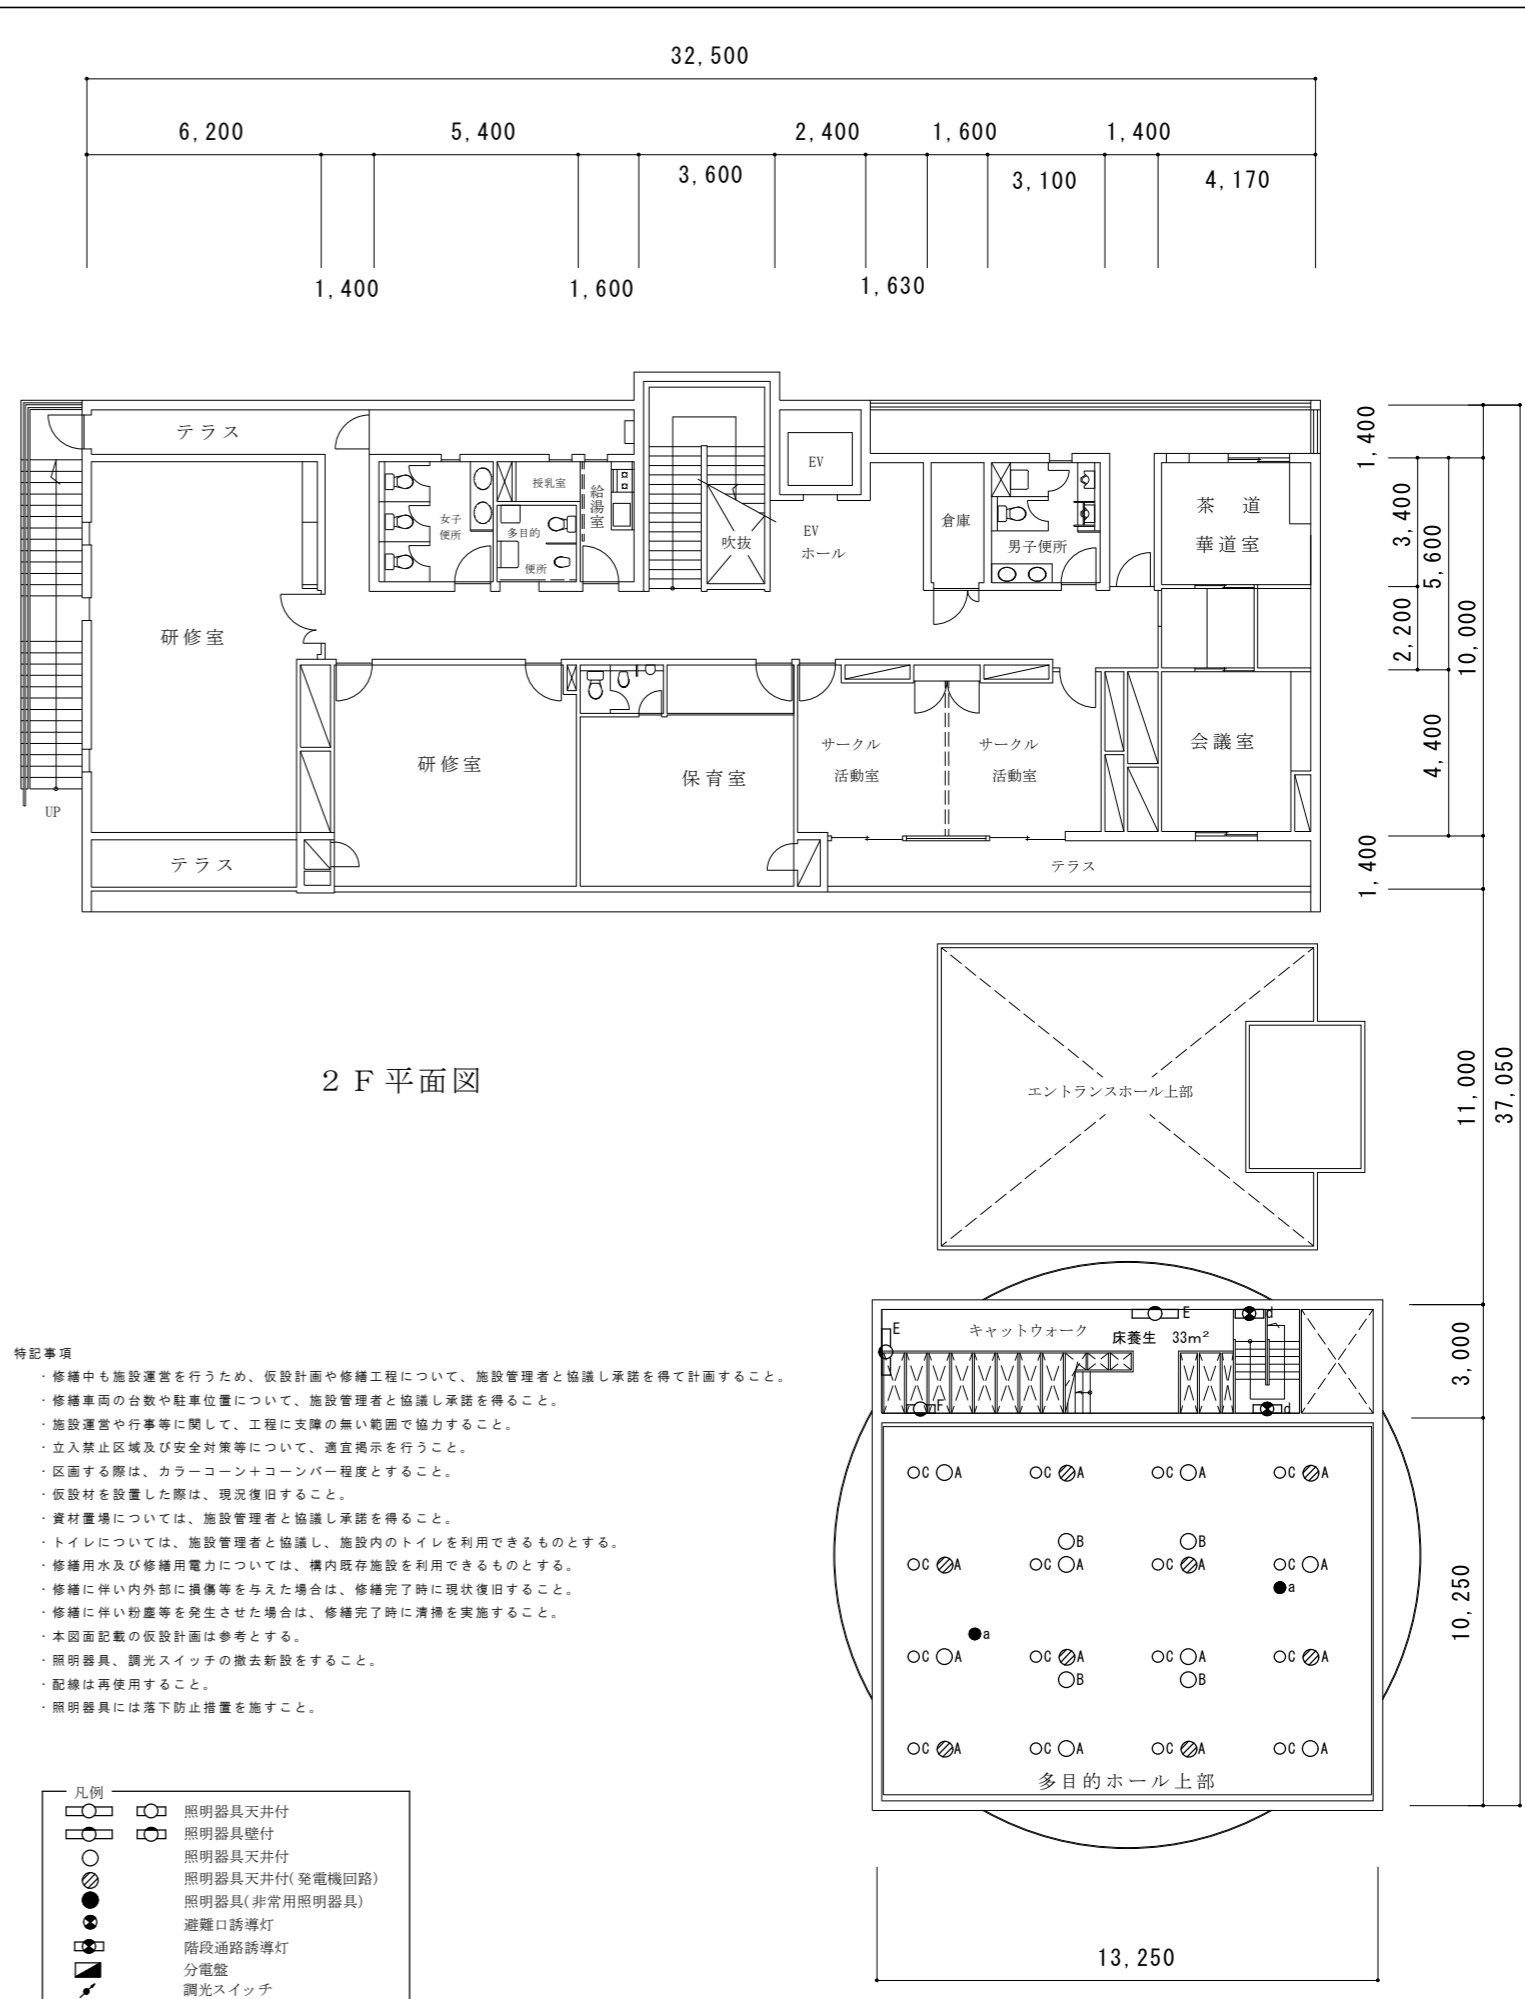 32,500
6,200 5,400 2,400 1,600 1,400
3,600 3,100 4,170
1,400 1,600 1,630
テラス
EV
授乳室
給湯室
女子
便所
多目的
便所
吹抜
EV
ホール
倉庫
男子便所
茶 道
華道室
研修室
研修室
保育室
サークル
活動室
サークル
活動室
会議室
UP
テラス
テラス
1,400
3,400
5,600
2,200
10,000
4,400
1,400
11,000
37,050
3,000
10,250
2F平面図
エントランスホール上部
E d
E キャットウォーク 床養生 33m²
F d
C A C A C A C A
B B
C A C A C A C A
a
a
C A C A C A C A
B B
C A C A C A C A
多目的ホール上部
13,250
特記事項
・修繕中も施設運営を行うため、仮設計画や修繕工程について、施設管理者と協議し承諾を得て計画すること。
・修繕車両の台数や駐車位置について、施設管理者と協議し承諾を得ること。
・施設運営や行事等に関して、工程に支障の無い範囲で協力すること。
・立入禁止区域及び安全対策等について、適宜掲示を行うこと。
・区画する際は、カラーコーン＋コーンバー程度とすること。
・仮設材を設置した際は、現況復旧すること。
・資材置場については、施設管理者と協議し承諾を得ること。
・トイレについては、施設管理者と協議し、施設内のトイレを利用できるものとする。
・修繕用水及び修繕用電力については、構内既存施設を利用できるものとする。
・修繕に伴い内外部に損傷等を与えた場合は、修繕完了時に現状復旧すること。
・修繕に伴い粉塵等を発生させた場合は、修繕完了時に清掃を実施すること。
・本図面記載の仮設計画は参考とする。
・照明器具、調光スイッチの撤去新設をすること。
・配線は再使用すること。
・照明器具には落下防止措置を施すこと。
凡例
照明器具天井付
照明器具壁付
照明器具天井付
照明器具天井付(発電機回路)
照明器具(非常用照明器具)
避難口誘導灯
階段通路誘導灯
分電盤
調光スイッチ